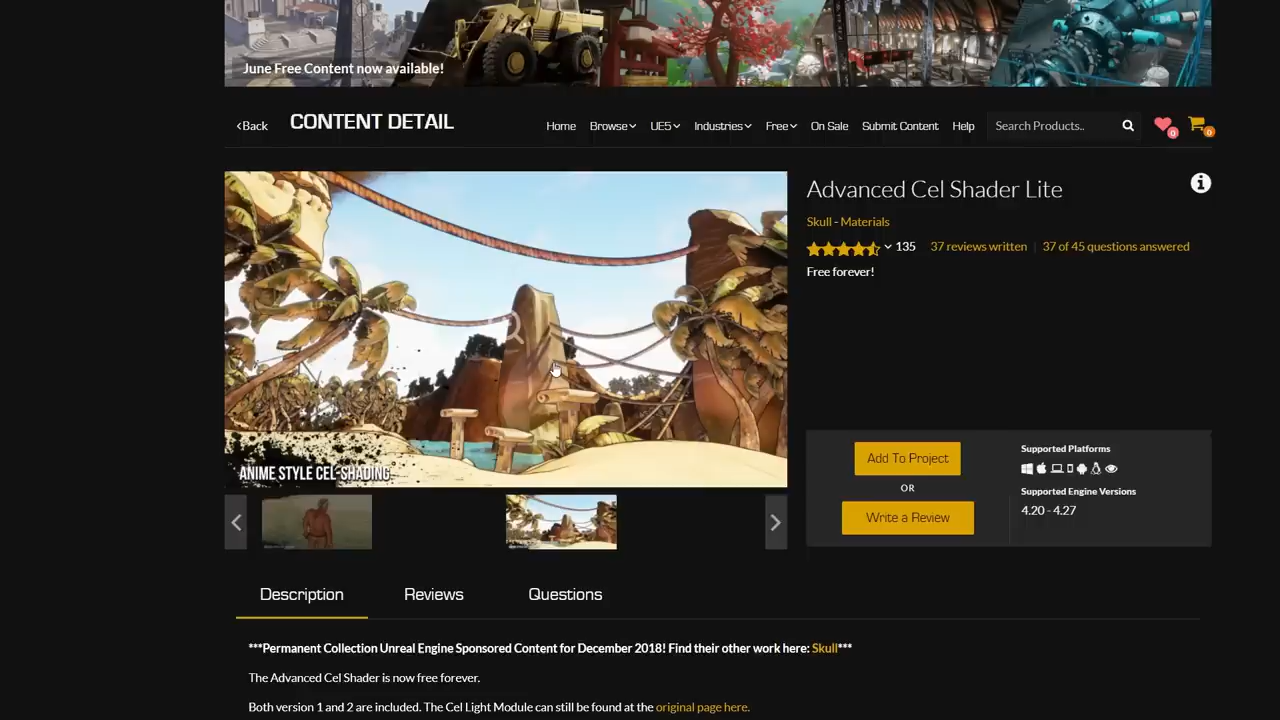 June Free Content now available!
Back
CONTENT DETAIL
Home
Browse
UE5
Industries
Free
On Sale
Submit Content
Help
Search Products..
0
0
Advanced Cel Shader Lite
Skull - Materials
135
37 reviews written
37 of 45 questions answered
Free forever!
ANIME STYLE CEL-SHADING
Add To Project
OR
Write a Review
Supported Platforms
Supported Engine Versions
4.20 - 4.27
Description
Reviews
Questions
***Permanent Collection Unreal Engine Sponsored Content for December 2018! Find their other work here: Skull***
The Advanced Cel Shader is now free forever.
Both version 1 and 2 are included. The Cel Light Module can still be found at the original page here.